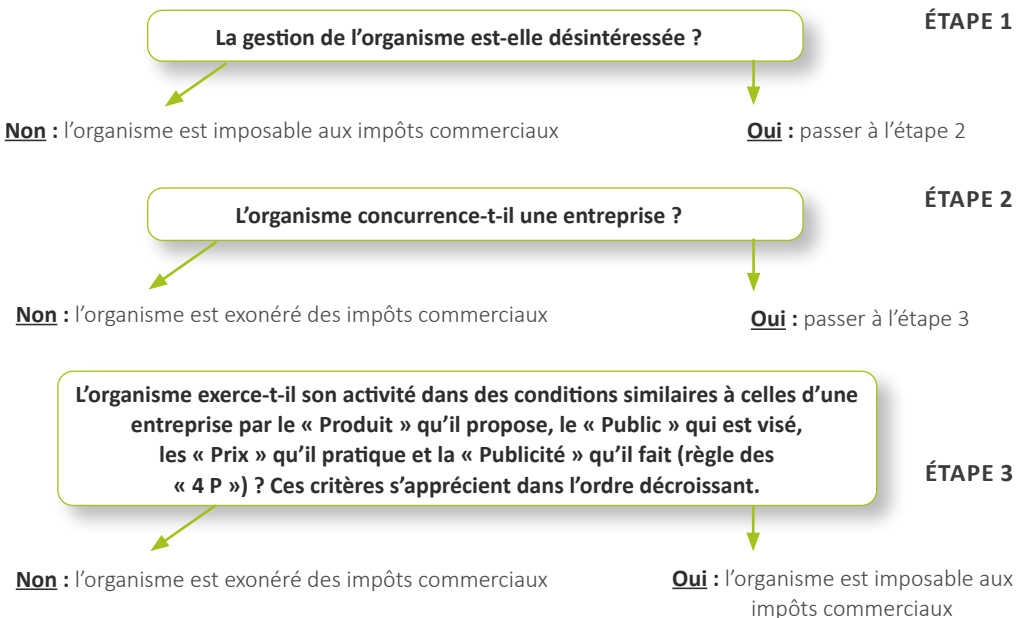 ÉTAPE 1
La gestion de l’organisme est-elle désintéressée ?
Non : l’organisme est imposable aux impôts commerciaux
Oui : passer à l’étape 2
ÉTAPE 2
L’organisme concurrence-t-il une entreprise ?
Non : l’organisme est exonéré des impôts commerciaux
Oui : passer à l’étape 3
L’organisme exerce-t-il son activité dans des conditions similaires à celles d’une
entreprise par le « Produit » qu’il propose, le « Public » qui est visé,
les « Prix » qu’il pratique et la « Publicité » qu’il fait (règle des
« 4 P ») ? Ces critères s’apprécient dans l’ordre décroissant.
ÉTAPE 3
Non : l’organisme est exonéré des impôts commerciaux
Oui : l’organisme est imposable aux
impôts commerciaux